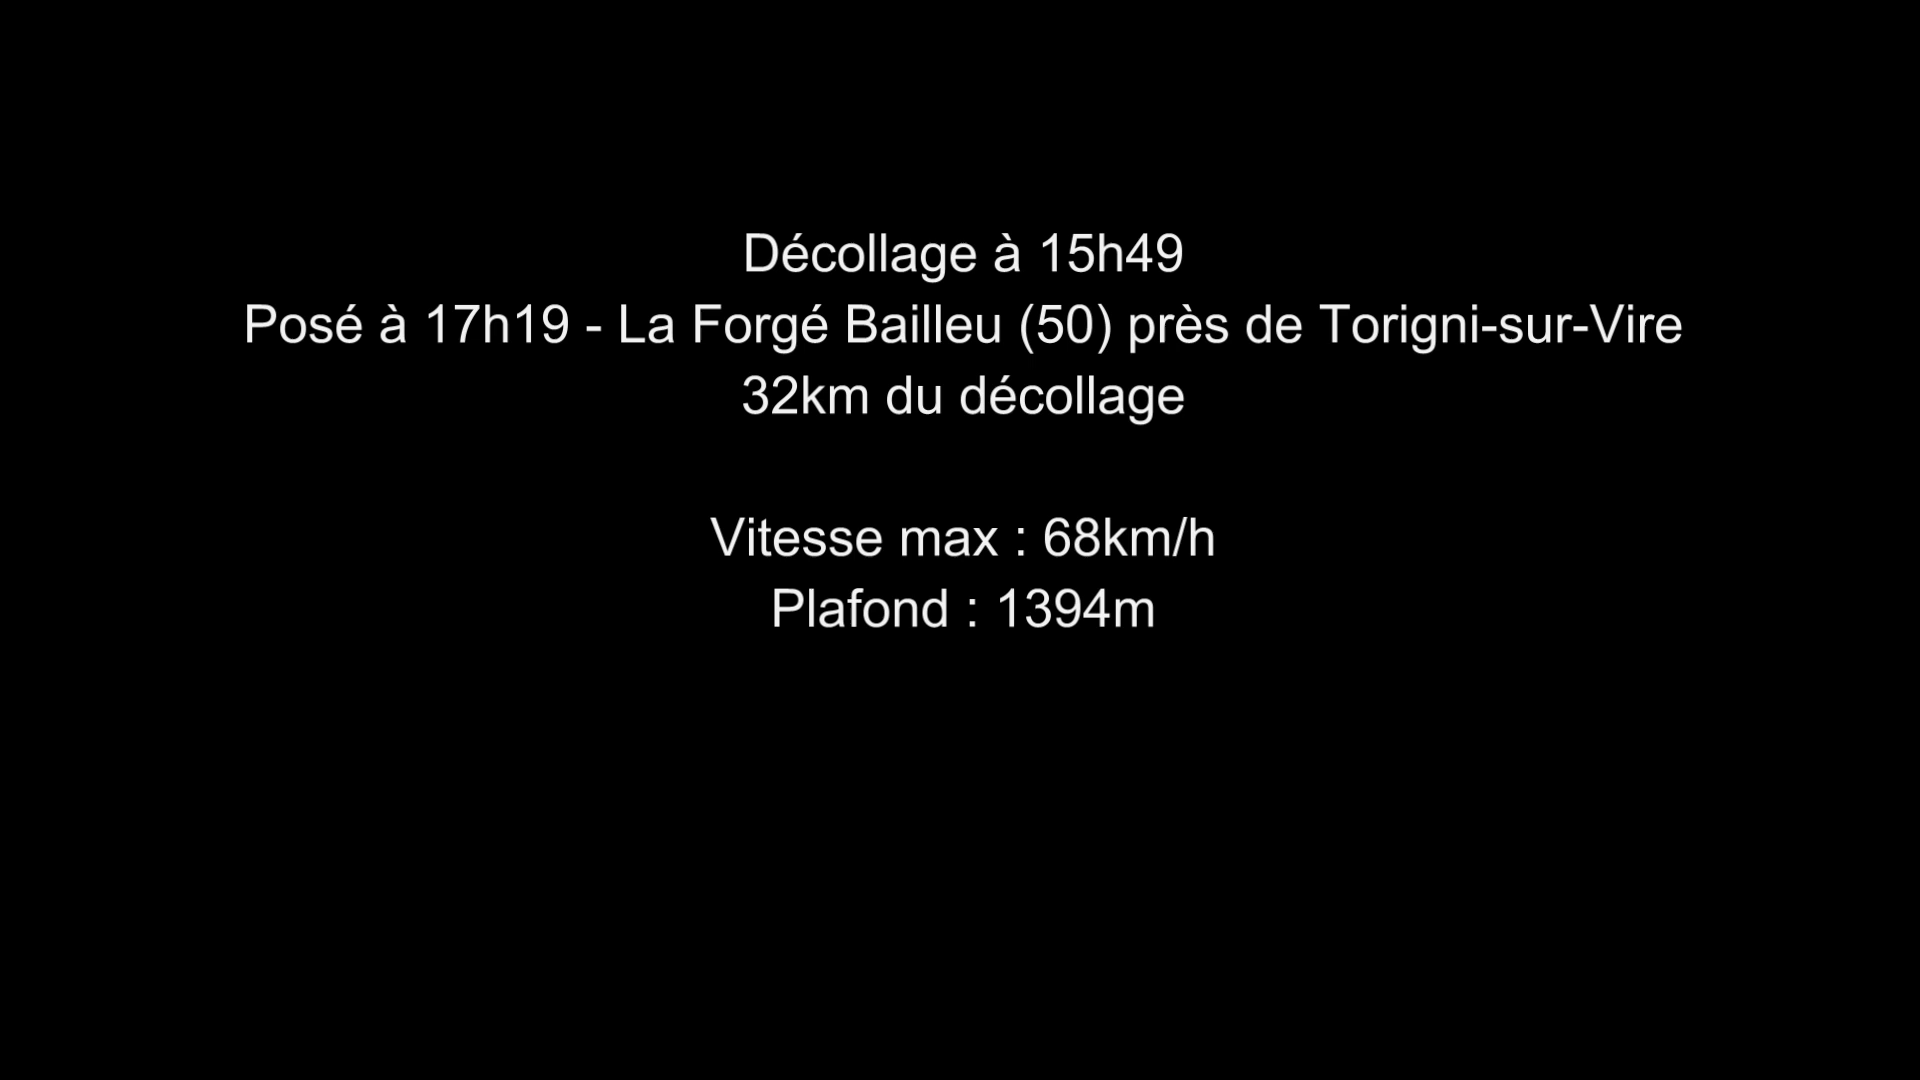 Décollage à 15h49
Posé à 17h19 - La Forgé Bailleu (50) près de Torigni-sur-Vire
32km du décollage
Vitesse max : 68km/h
Plafond : 1394m